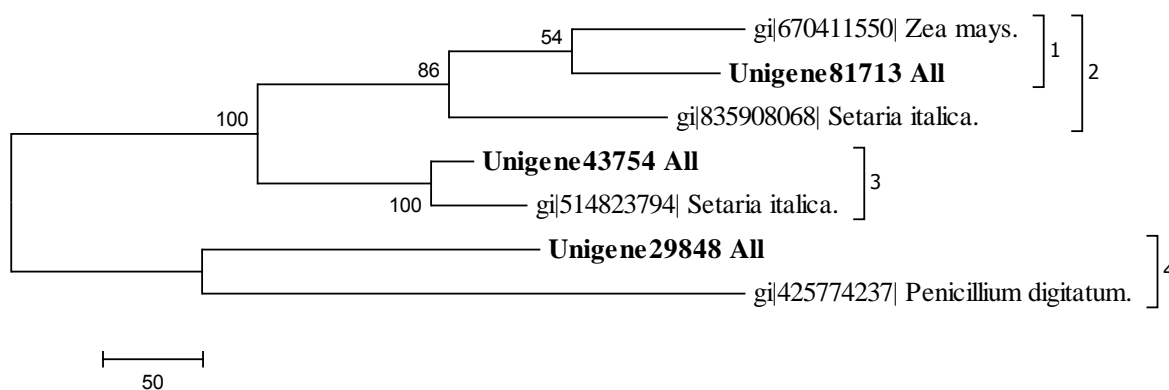 gi|670411550| Zea mays.
54
1
Unigene81713 All
2
86
gi|835908068| Setaria italica.
100
Unigene43754 All
3
100
gi|514823794| Setaria italica.
Unigene29848 All
4
gi|425774237| Penicillium digitatum.
50